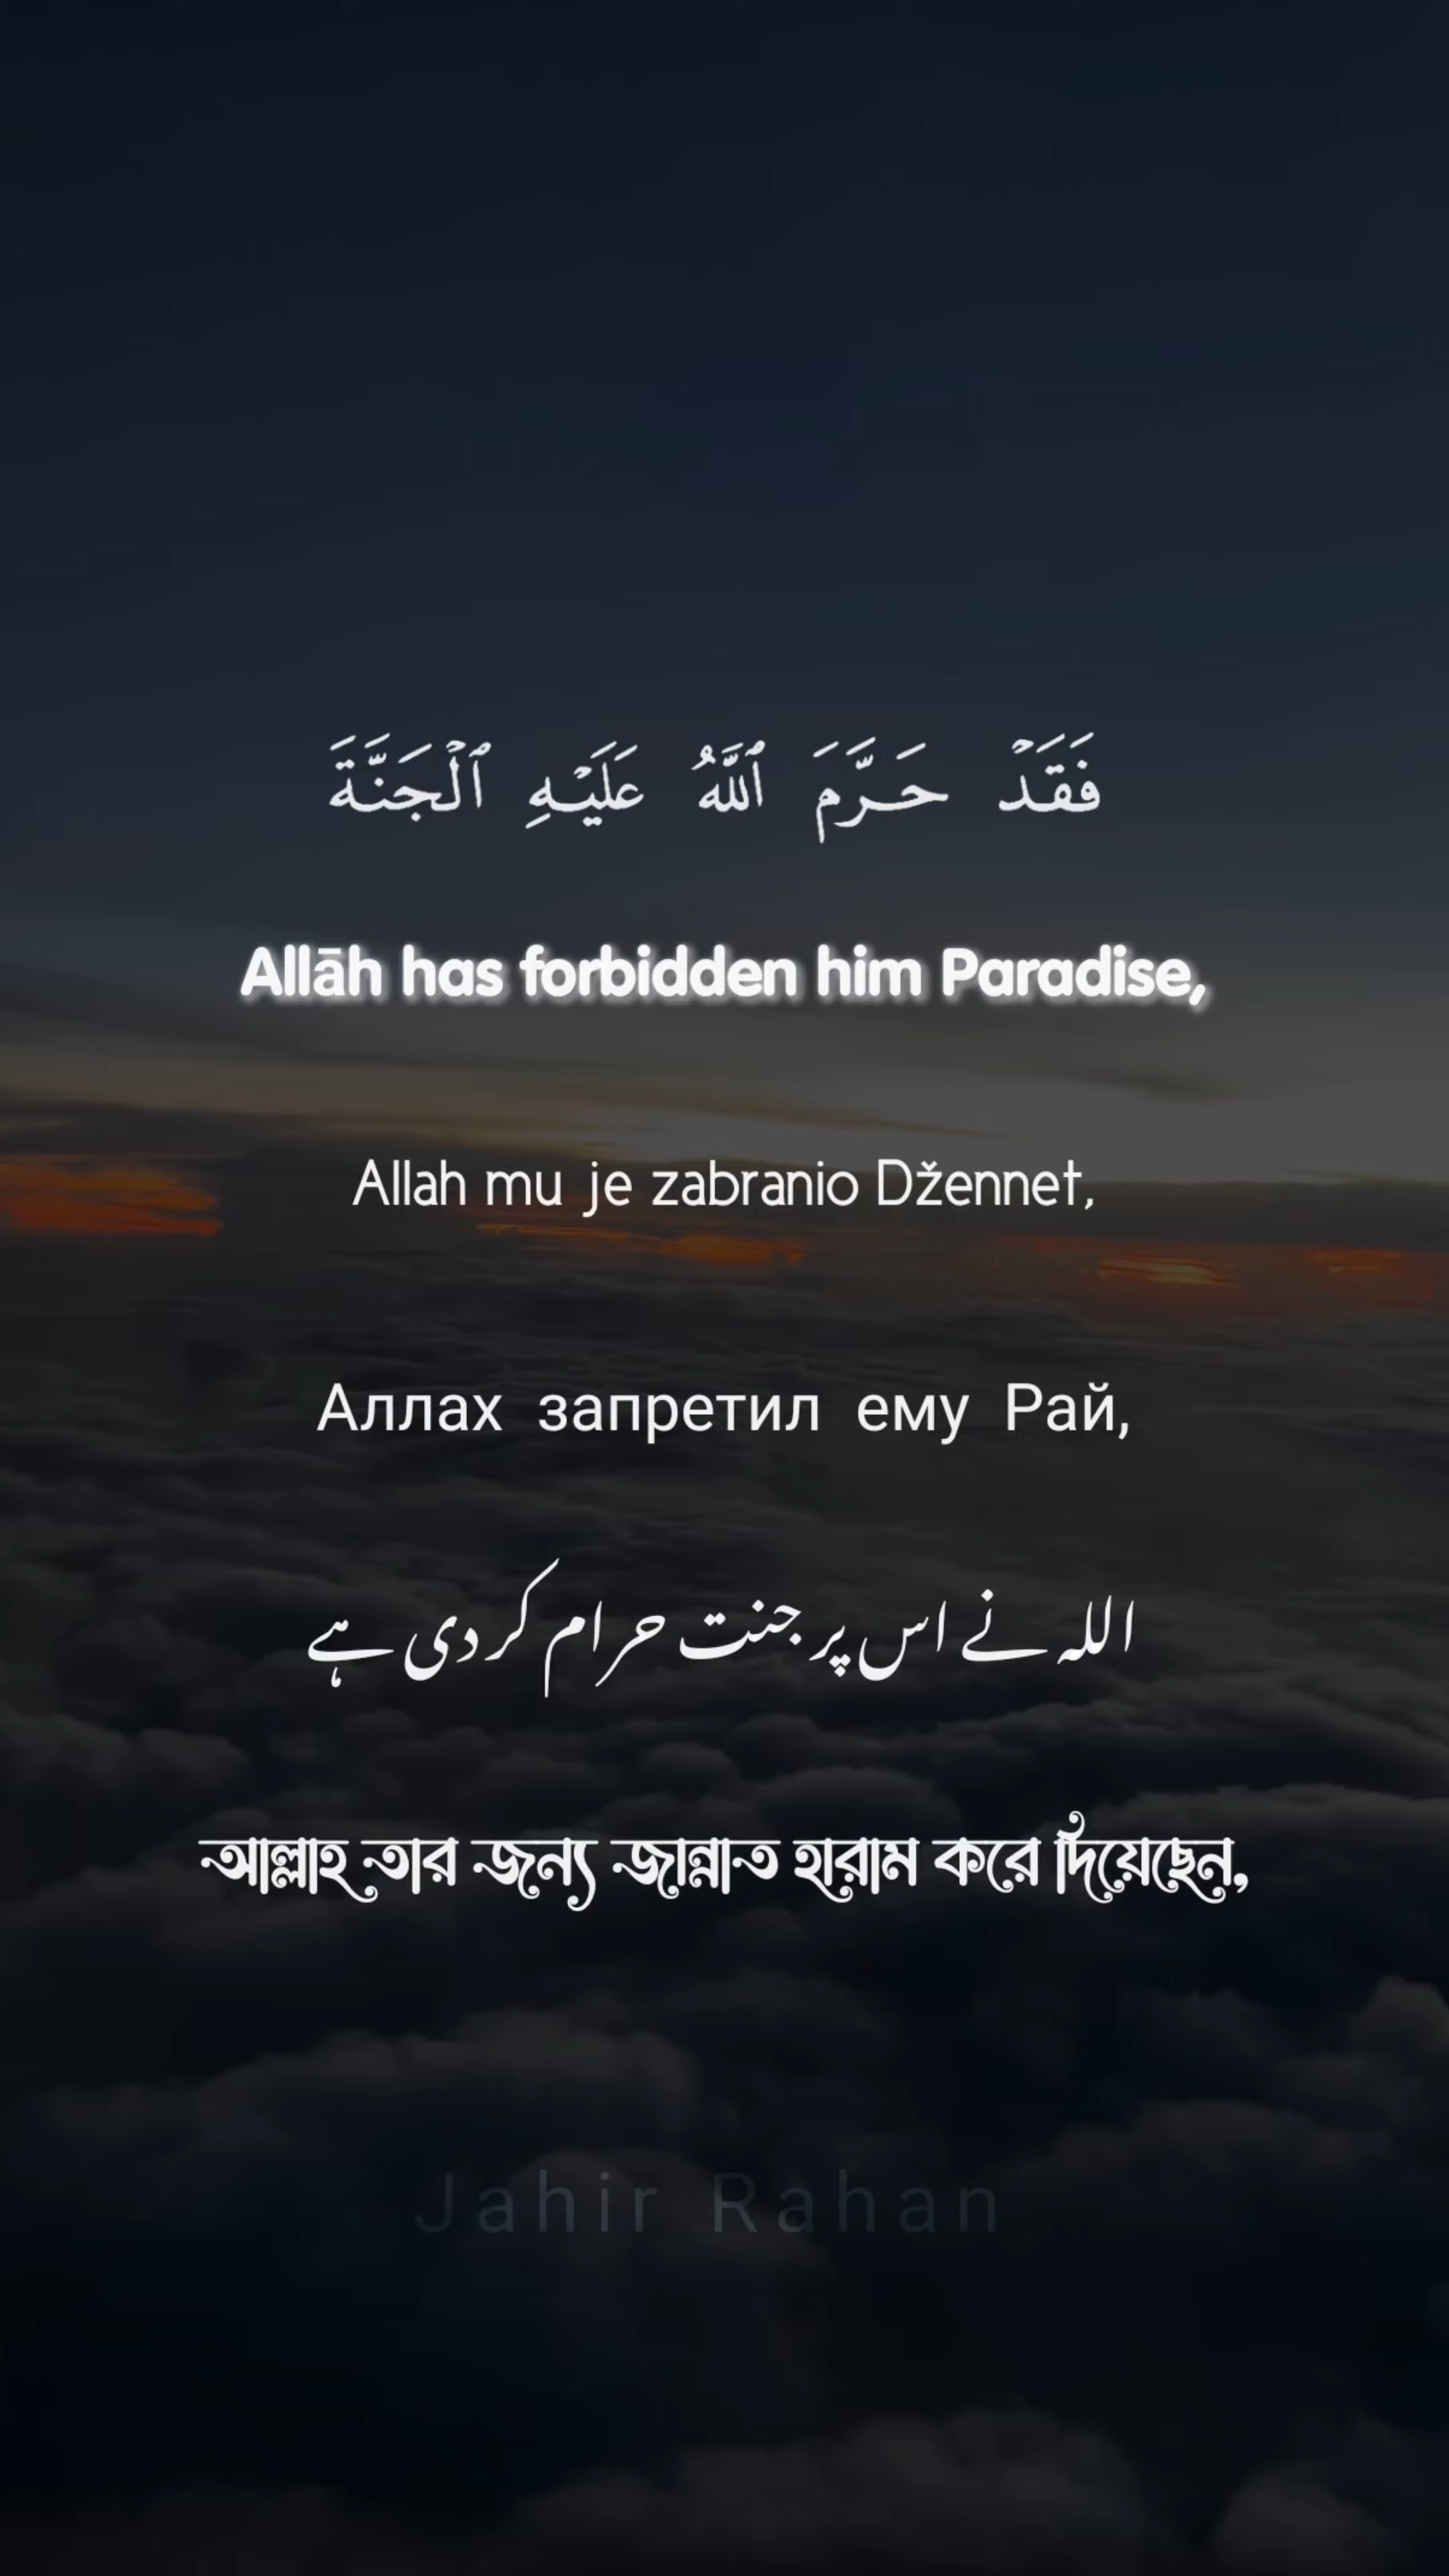 فَقَدۡ حَرَّمَ ٱللَّهُ عَلَيۡهِ ٱلۡجَنَّةَ
Allāh has forbidden him Paradise,
Allah mu je zabranio Džennet,
Аллах запретил ему Рай,
اللہ نے اس پر جنت حرام کر دی ہے
আল্লাহ তার জন্য জান্নাত হারাম করে দিয়েছেন,
Jahir Rahan